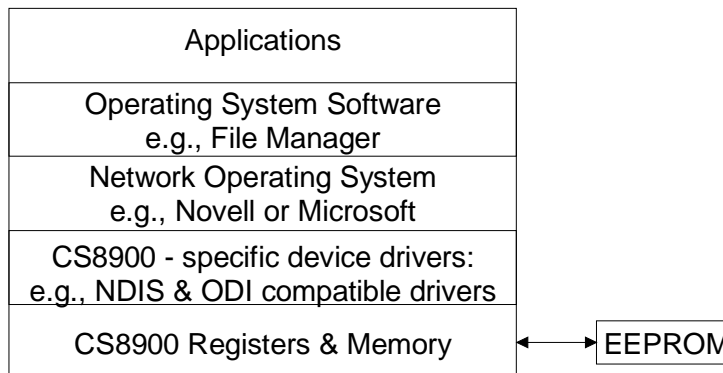 Applications
Operating System Software
e.g., File Manager
Network Operating System
e.g., Novell or Microsoft
CS8900 - specific device drivers:
e.g., NDIS & ODI compatible drivers
CS8900 Registers & Memory
EEPROM